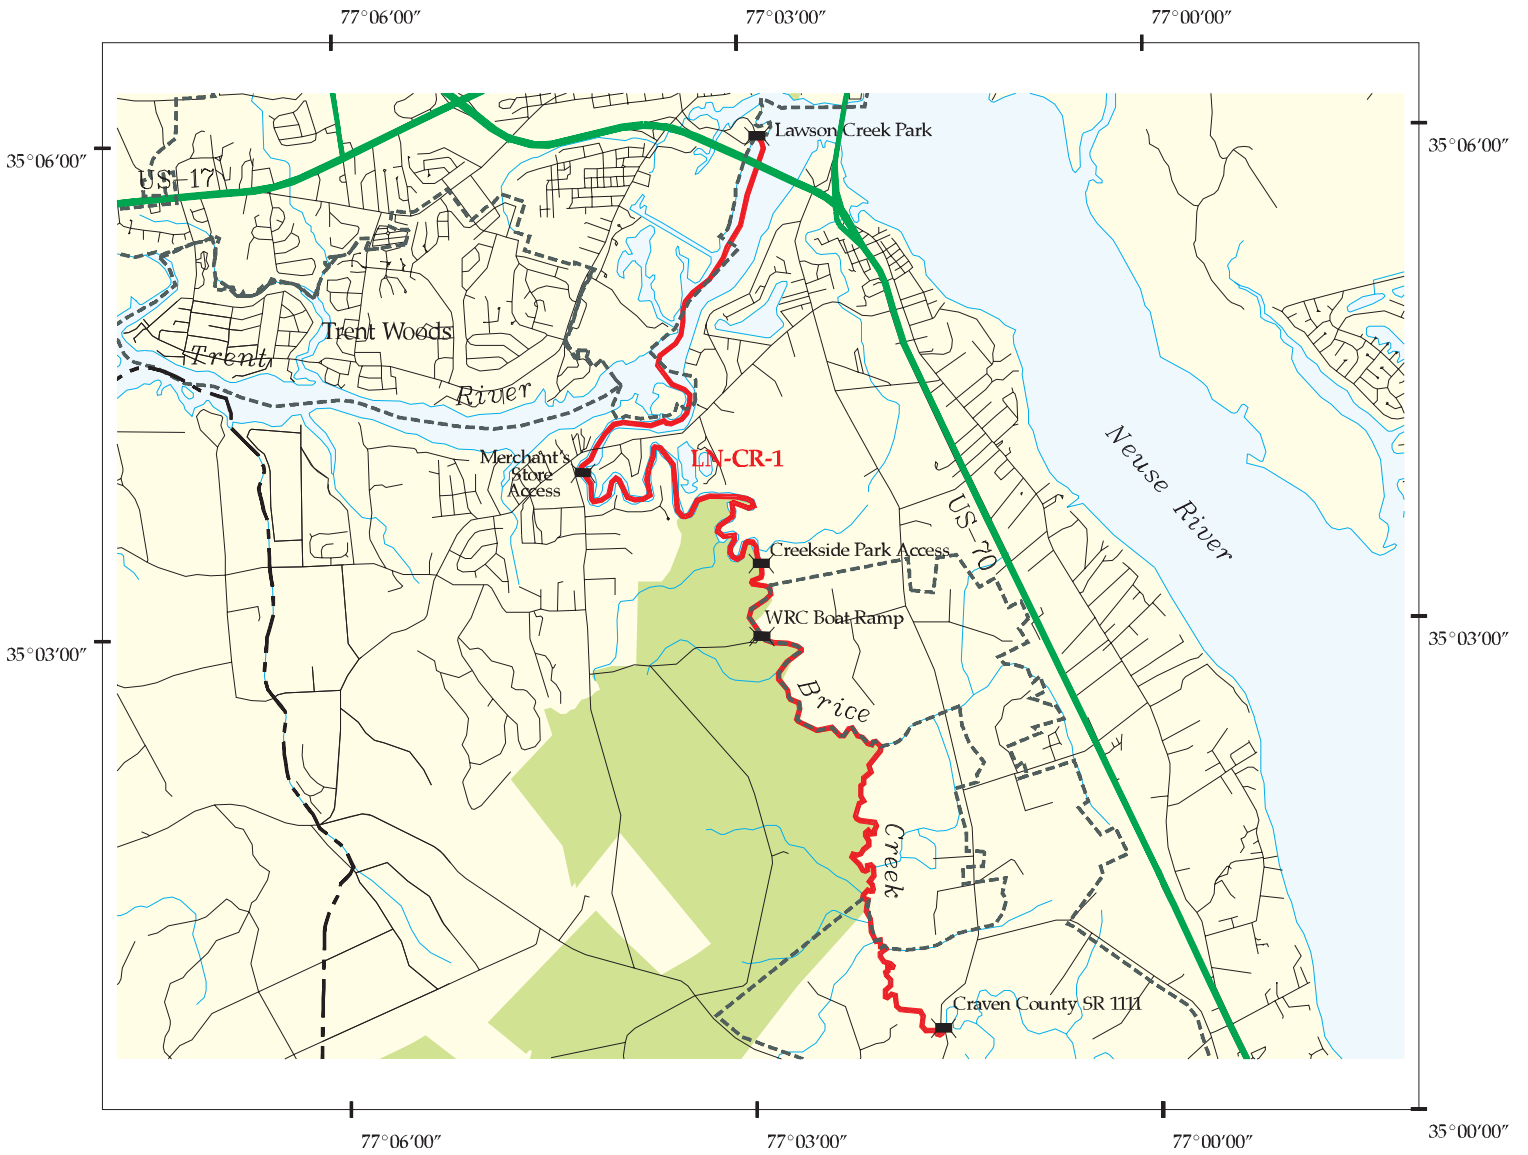 77°06′00″
77°03′00″
77°00′00″
Lawson Creek Park
35°06′00″
35°06′00″
US-17
Trent Woods
Trent
River
Neuse River
Merchant's
Store
Access
LN-CR-1
US-70
Creekside Park Access
WRC Boat Ramp
35°03′00″
35°03′00″
Brice
Creek
Craven County SR 1111
35°00′00″
77°06′00″
77°03′00″
77°00′00″